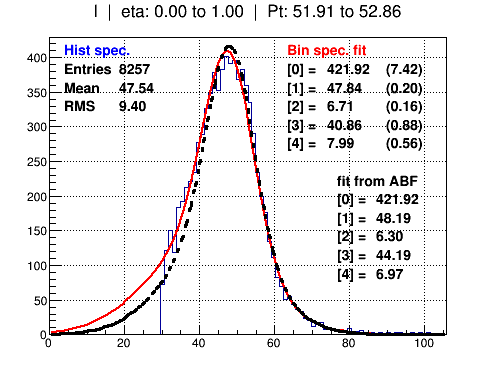 I | eta: 0.00 to 1.00 | Pt: 51.91 to 52.86
Hist spec.
Entries 8257
Mean 47.54
RMS 9.40
Bin spec. fit
[0] = 421.92 (7.42)
[1] = 47.84 (0.20)
[2] = 6.71 (0.16)
[3] = 40.86 (0.88)
[4] = 7.99 (0.56)
fit from ABF
[0] = 421.92
[1] = 48.19
[2] = 6.30
[3] = 44.19
[4] = 6.97
400
350
300
250
200
150
100
50
0
0 20 40 60 80 100